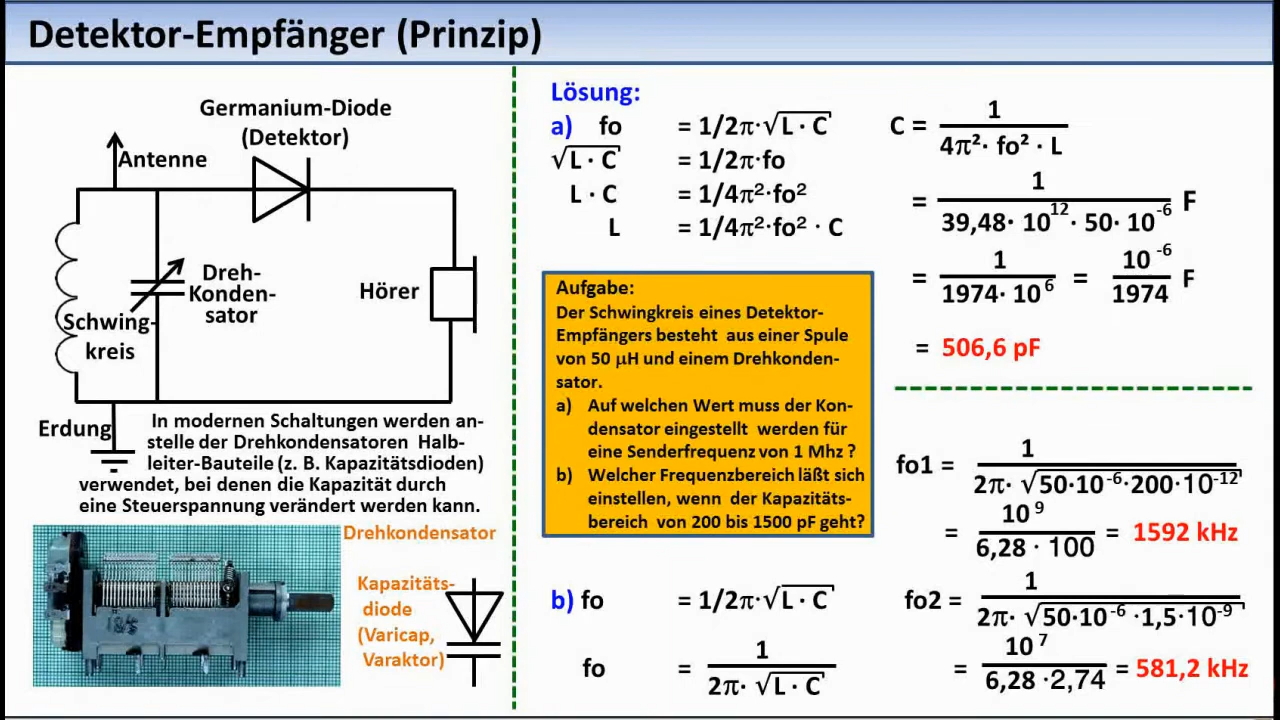 Detektor-Empfänger (Prinzip)
Germanium-Diode
(Detektor)
Antenne
Dreh-
Konden-
sator
Hörer
Schwing-
kreis
Erdung
In modernen Schaltungen werden an-
stelle der Drehkondensatoren Halb-
leiter-Bauteile (z. B. Kapazitätsdioden)
verwendet, bei denen die Kapazität durch
eine Steuerspannung verändert werden kann.
Drehkondensator
Kapazitäts-
diode
(Varicap,
Varaktor)
Lösung:
a) fo = 1/2π·√L · C
√L · C = 1/2π·fo
L · C = 1/4π²·fo²
L = 1/4π²·fo² · C
Aufgabe:
Der Schwingkreis eines Detektor-
Empfängers besteht aus einer Spule
von 50 μH und einem Drehkonden-
sator.
a) Auf welchen Wert muss der Kon-
densator eingestellt werden für
eine Senderfrequenz von 1 Mhz ?
b) Welcher Frequenzbereich läßt sich
einstellen, wenn der Kapazitäts-
bereich von 200 bis 1500 pF geht?
b) fo = 1/2π·√L · C
1
fo =
2π· √L · C
1
C =
4π²· fo² · L
1
= F
39,48· 10¹² · 50· 10⁻⁶
1 10⁻⁶
= = F
1974· 10⁶ 1974
= 506,6 pF
1
fo1 =
2π· √50·10⁻⁶·200·10⁻¹²
10⁹
= = 1592 kHz
6,28 · 100
1
fo2 =
2π· √50·10⁻⁶ ·1,5·10⁻⁹
10⁷
= = 581,2 kHz
6,28 ·2,74